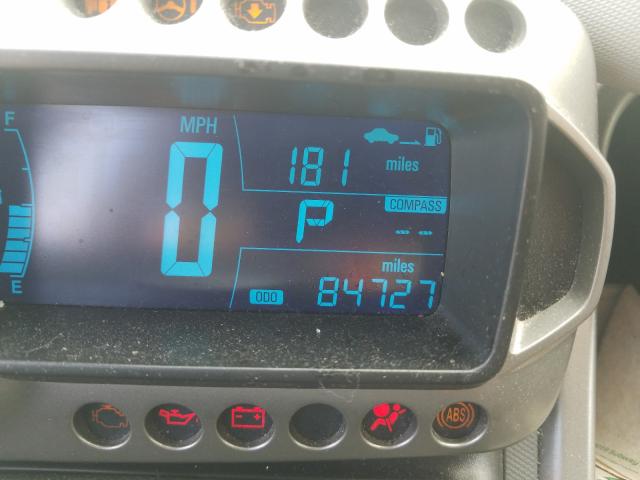 F
MPH
181 miles
0
P
COMPASS
-- --
miles
E
ODO 84727
ABS